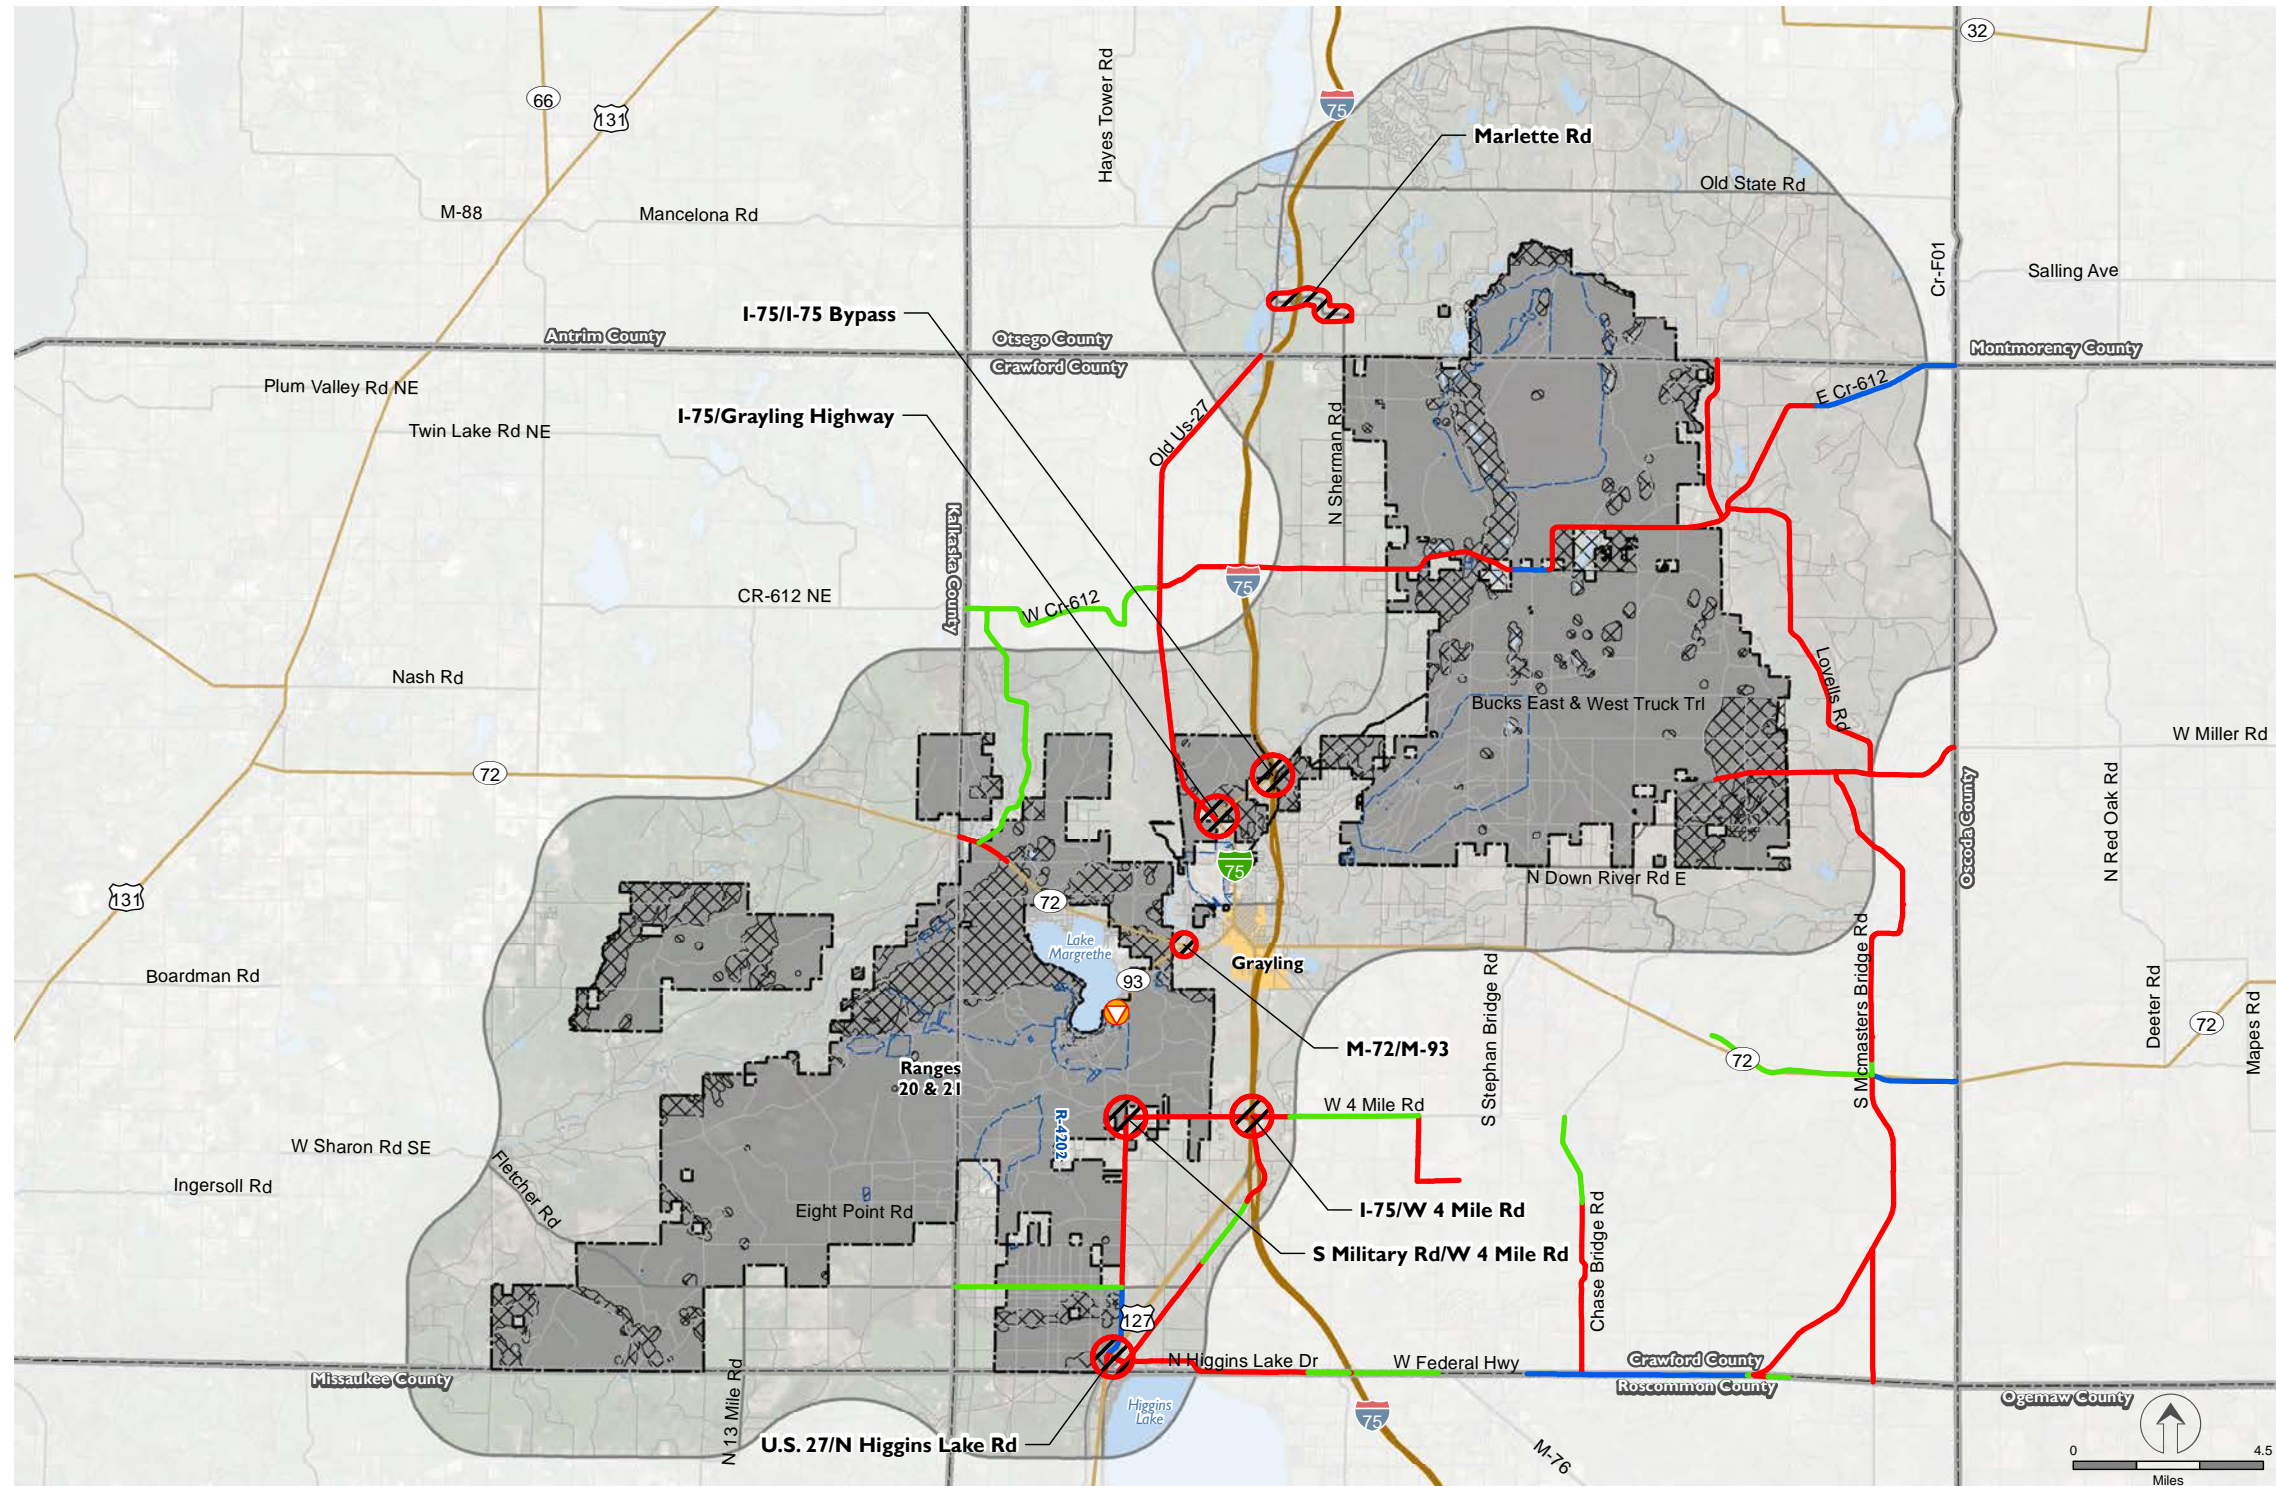 32
66
131
Hayes Tower Rd
75
Marlette Rd
Old State Rd
M-88
Mancelona Rd
Cr-F01
Salling Ave
I-75/I-75 Bypass
Antrim County
Otsego County
Crawford County
Montmorency County
Plum Valley Rd NE
E Cr-612
I-75/Grayling Highway
Twin Lake Rd NE
Old Us-27
N Sherman Rd
Kalkaska County
75
CR-612 NE
W Cr-612
Nash Rd
Lovells Rd
Bucks East & West Truck Trl
W Miller Rd
72
N Red Oak Rd
Oscoda County
75
N Down River Rd E
131
72
Lake
Margrethe
Grayling
93
Boardman Rd
S Stephan Bridge Rd
S Mcmasters Bridge Rd
Deeter Rd
Mapes Rd
72
M-72/M-93
72
Ranges
20 & 21
R-4202
W 4 Mile Rd
W Sharon Rd SE
Fletcher Rd
Ingersoll Rd
Eight Point Rd
I-75/W 4 Mile Rd
S Military Rd/W 4 Mile Rd
Chase Bridge Rd
127
N Higgins Lake Dr
W Federal Hwy
Crawford County
Roscommon County
Missaukee County
N 13 Mile Rd
Ogemaw County
Higgins
Lake
75
U.S. 27/N Higgins Lake Rd
M-76
0 4.5
Miles